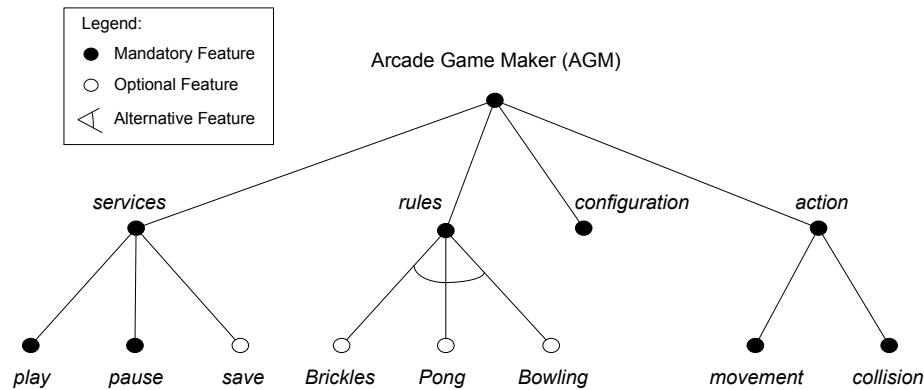 Legend:
Mandatory Feature
Optional Feature
Alternative Feature
Arcade Game Maker (AGM)
services
rules
configuration
action
play
pause
save
Brickles
Pong
Bowling
movement
collision